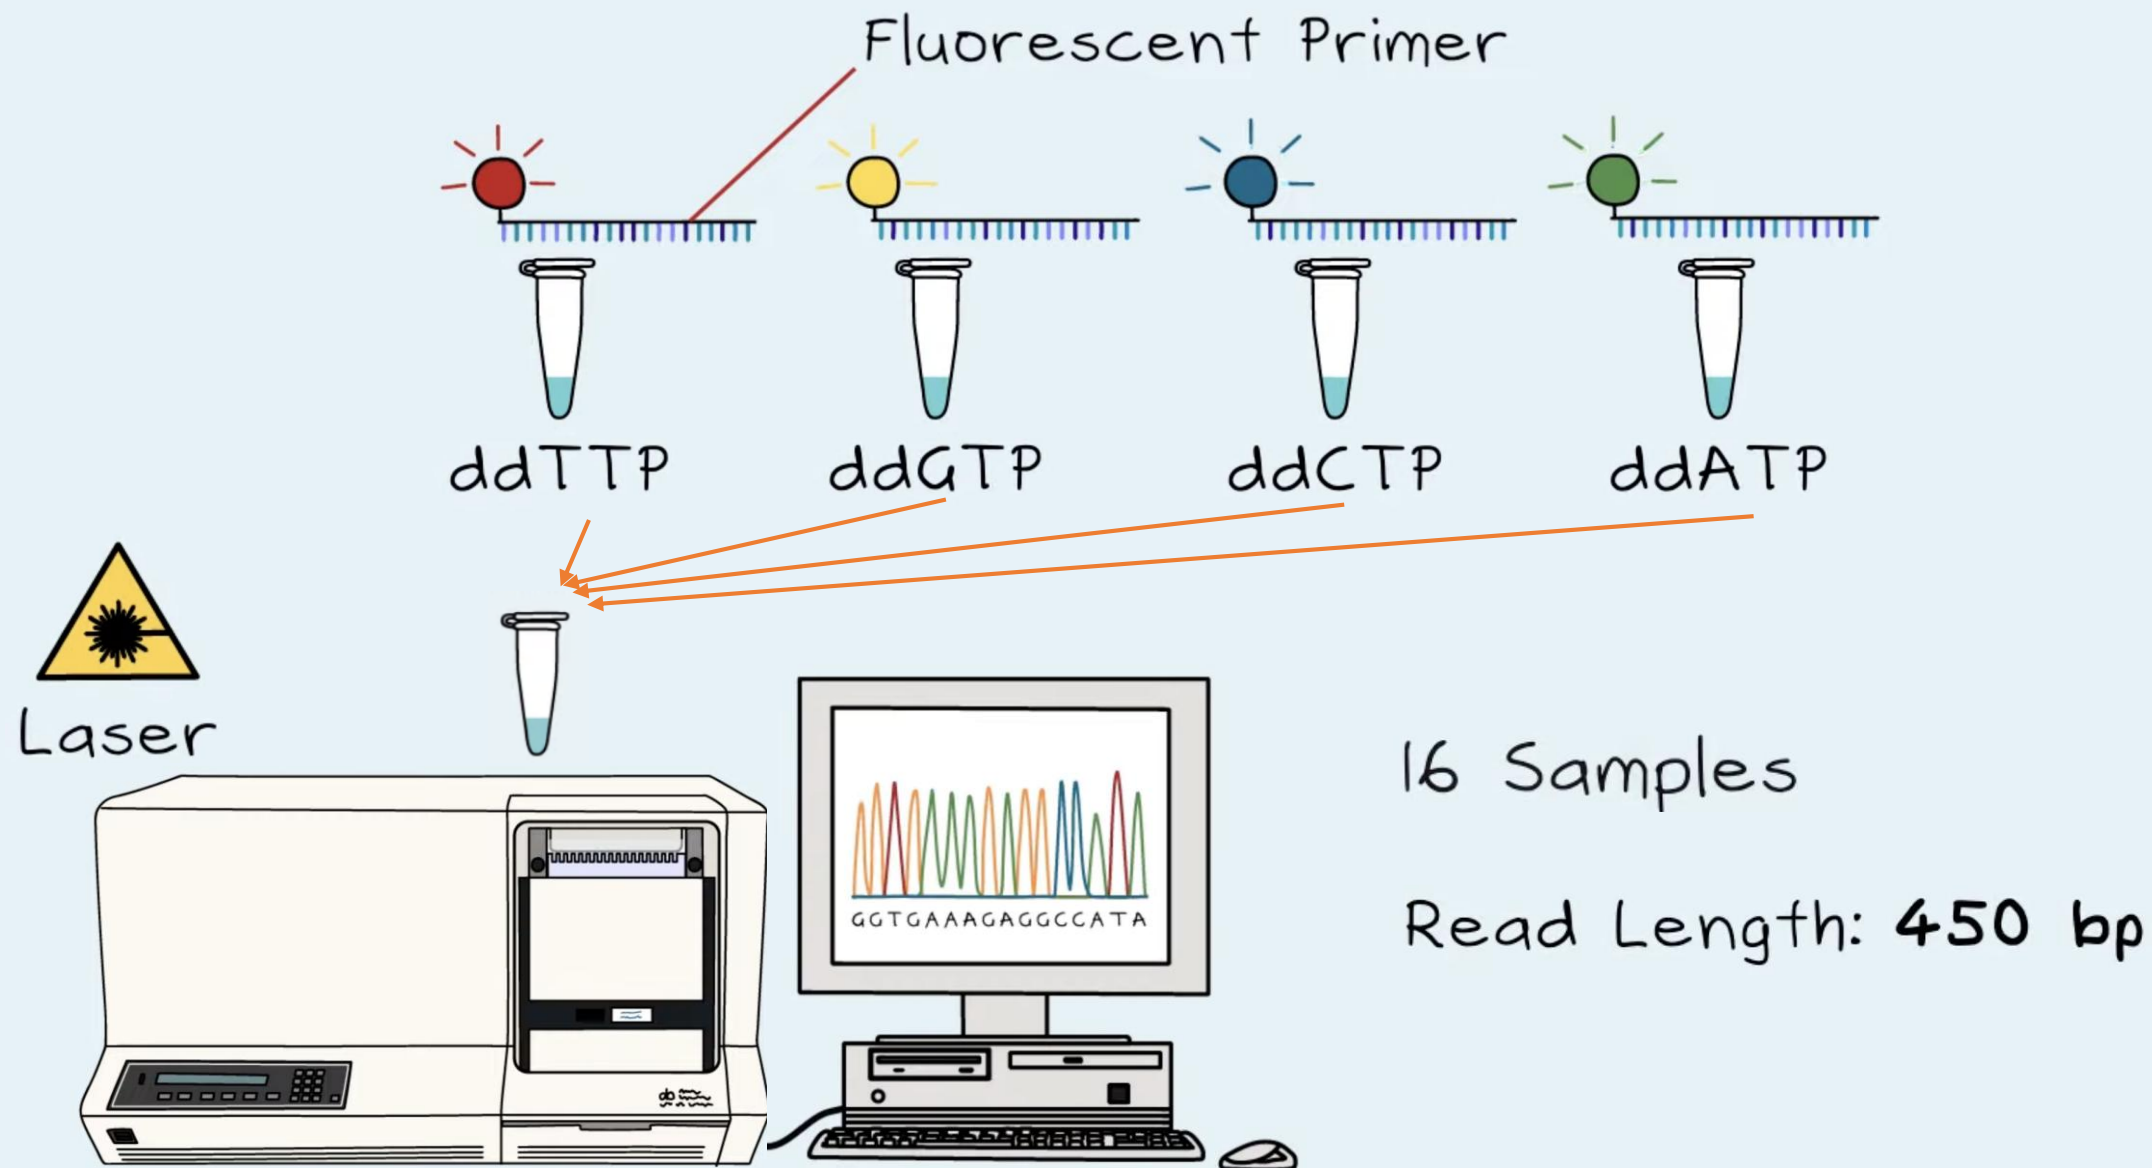 Fluorescent Primer
ddTTP
ddGTP
ddCTP
ddATP
Laser
GGTGAAAGAGGCCATA
16 Samples
Read Length: 450 bp